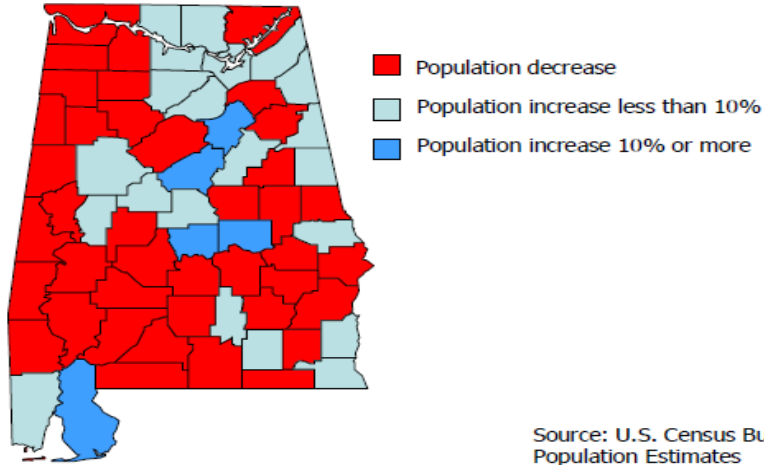 Population decrease
Population increase less than 10%
Population increase 10% or more
Source: U.S. Census
Population Estimates